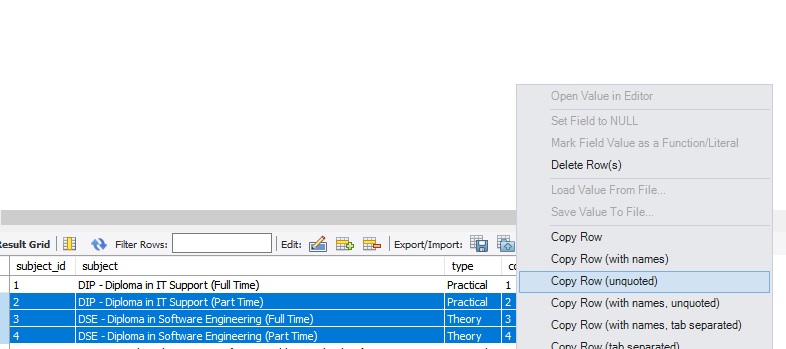 Open Value in Editor
Set Field to NULL
Mark Field Value as a Function/Literal
Delete Row(s)
Load Value From File...
Save Value To File...
Copy Row
Copy Row (with names)
Copy Row (unquoted)
Copy Row (with names, unquoted)
Copy Row (with names, tab separated)
Copy Row (tab separated)
Result Grid Filter Rows: Edit: Export/Import:
subject_id subject type co
1 DIP - Diploma in IT Support (Full Time) Practical 1
2 DIP - Diploma in IT Support (Part Time) Practical 2
3 DSE - Diploma in Software Engineering (Full Time) Theory 3
4 DSE - Diploma in Software Engineering (Part Time) Theory 4